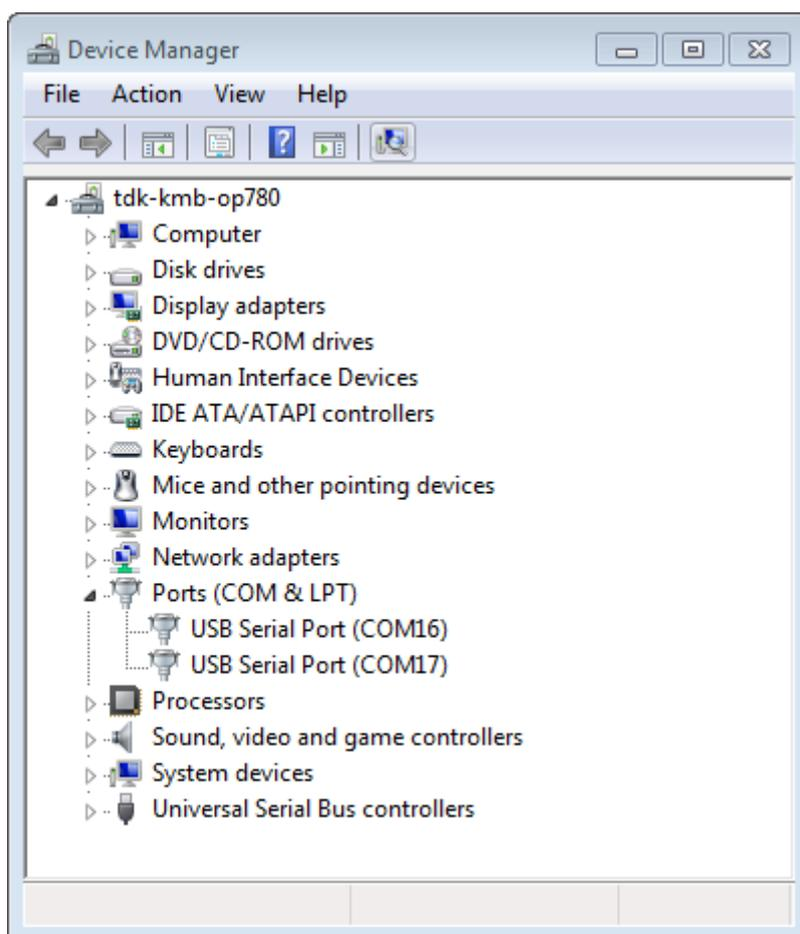 Device Manager
File Action View Help
tdk-kmb-op780
Computer
Disk drives
Display adapters
DVD/CD-ROM drives
Human Interface Devices
IDE ATA/ATAPI controllers
Keyboards
Mice and other pointing devices
Monitors
Network adapters
Ports (COM & LPT)
USB Serial Port (COM16)
USB Serial Port (COM17)
Processors
Sound, video and game controllers
System devices
Universal Serial Bus controllers